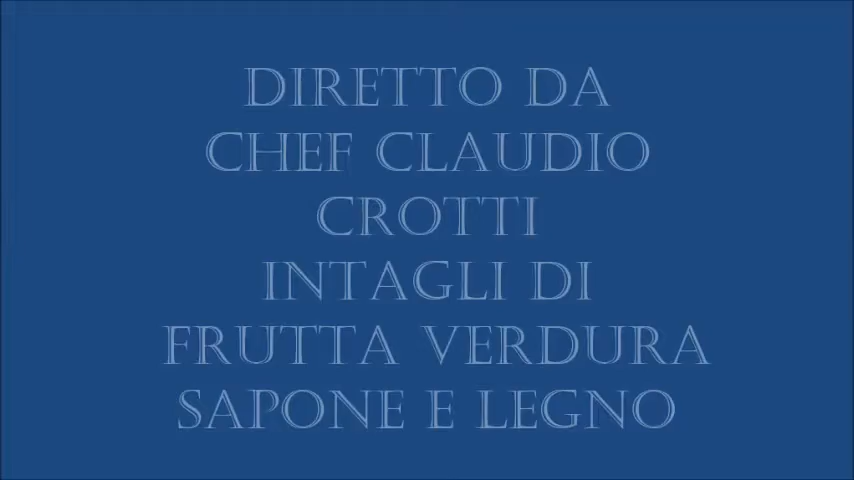 DIRETTO DA
CHEF CLAUDIO
CROTTI
INTAGLI DI
FRUTTA VERDURA
SAPONE E LEGNO